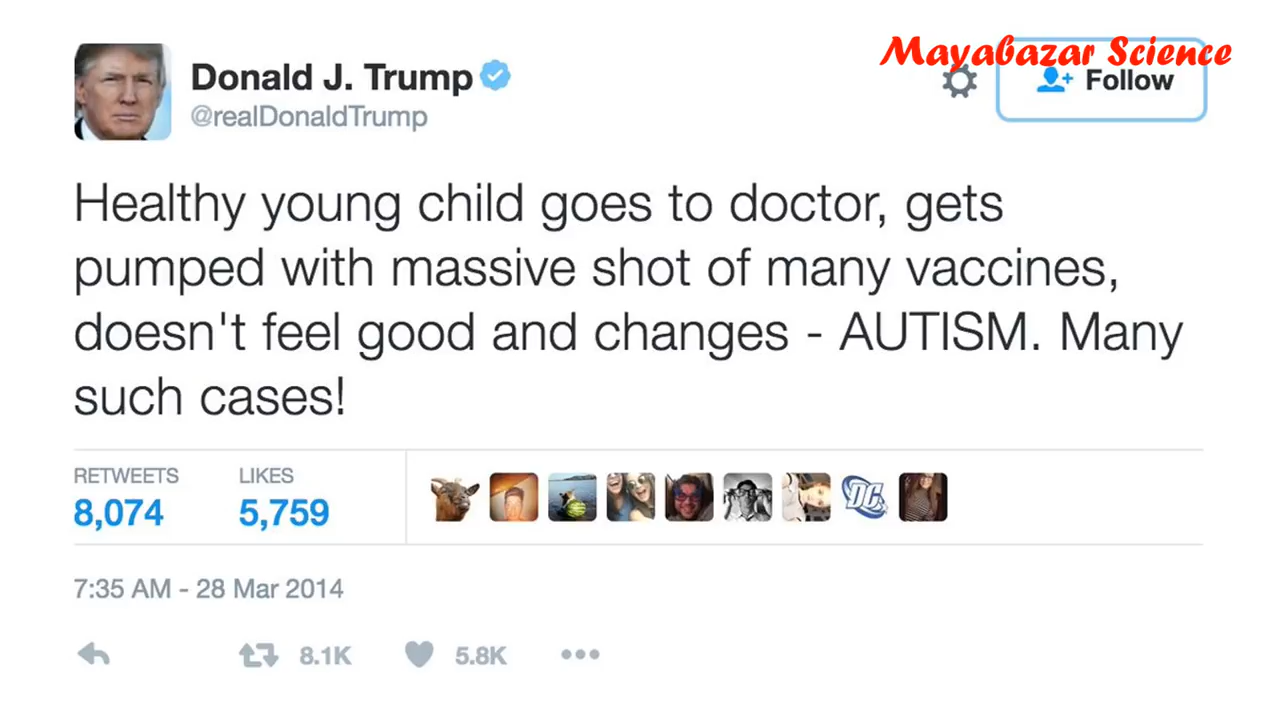 Mayabazar Science
Donald J. Trump
@realDonaldTrump
Follow
Healthy young child goes to doctor, gets
pumped with massive shot of many vaccines,
doesn't feel good and changes - AUTISM. Many
such cases!
RETWEETS LIKES
8,074 5,759
DC
7:35 AM - 28 Mar 2014
8.1K 5.8K